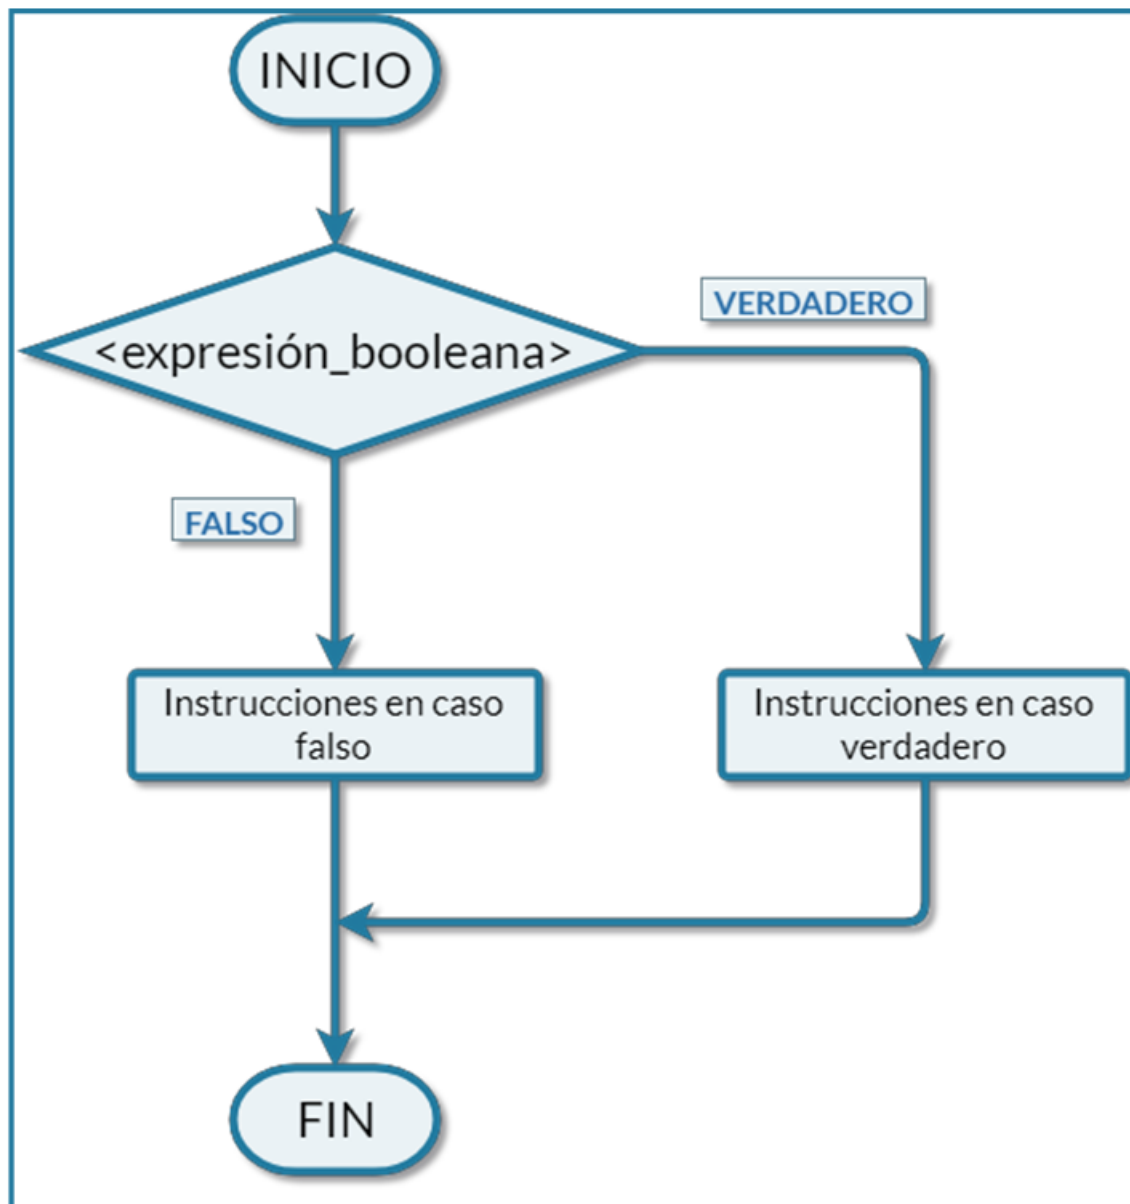 INICIO
<expresión_booleana>
VERDADERO
FALSO
Instrucciones en caso
falso
Instrucciones en caso
verdadero
FIN